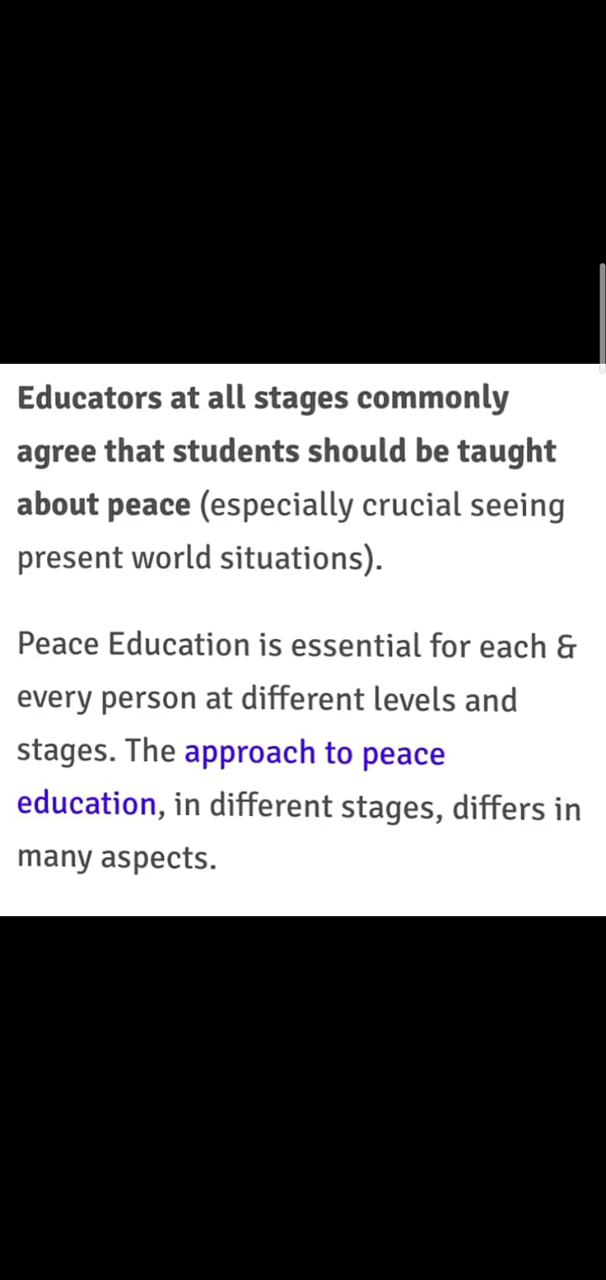 Educators at all stages commonly
agree that students should be taught
about peace (especially crucial seeing
present world situations).
Peace Education is essential for each &
every person at different levels and
stages. The approach to peace
education, in different stages, differs in
many aspects.